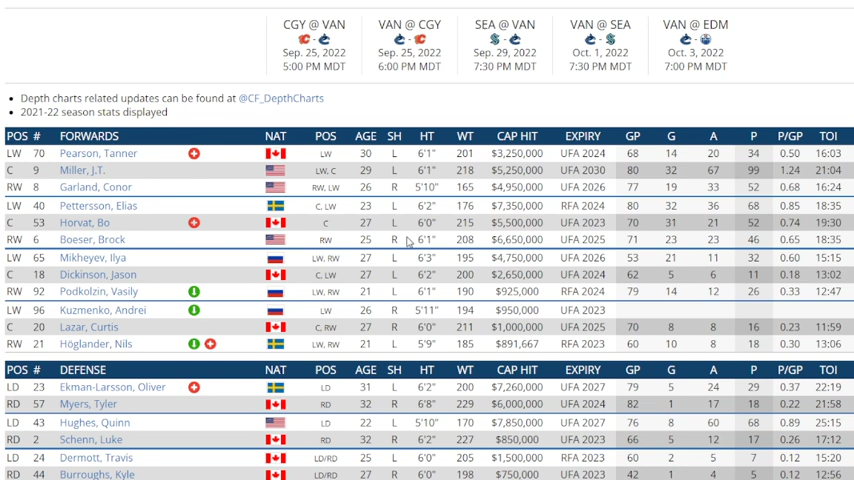 CGY @ VAN VAN @ CGY SEA @ VAN VAN @ SEA VAN @ EDM
Sep. 25, 2022 Sep. 25, 2022 Sep. 29, 2022 Oct. 1, 2022 Oct. 3, 2022
5:00 PM MDT 6:00 PM MDT 7:30 PM MDT 7:30 PM MDT 7:00 PM MDT
• Depth charts related updates can be found at @CF_DepthCharts
• 2021-22 season stats displayed
POS # FORWARDS NAT POS AGE SH HT WT CAP HIT EXPIRY GP G A P P/GP TOI
LW 70 Pearson, Tanner LW 30 L 6'1" 201 $3,250,000 UFA 2024 68 14 20 34 0.50 16:03
C 9 Miller, J.T. LW, C 29 L 6'1" 218 $5,250,000 UFA 2030 80 32 67 99 1.24 21:04
RW 8 Garland, Conor RW, LW 26 R 5'10" 165 $4,950,000 UFA 2026 77 19 33 52 0.68 16:24
LW 40 Pettersson, Elias C, LW 23 L 6'2" 176 $7,350,000 RFA 2024 80 32 36 68 0.85 18:35
C 53 Horvat, Bo C 27 L 6'0" 215 $5,500,000 UFA 2023 70 31 21 52 0.74 19:30
RW 6 Boeser, Brock RW 25 R 6'1" 208 $6,650,000 UFA 2025 71 23 23 46 0.65 18:35
LW 65 Mikheyev, Ilya LW, RW 27 L 6'3" 195 $4,750,000 UFA 2026 53 21 11 32 0.60 15:15
C 18 Dickinson, Jason C, LW 27 L 6'2" 200 $2,650,000 UFA 2024 62 5 6 11 0.18 13:02
RW 92 Podkolzin, Vasily LW, RW 21 L 6'1" 190 $925,000 RFA 2024 79 14 12 26 0.33 12:47
LW 96 Kuzmenko, Andrei LW 26 R 5'11" 194 $950,000 UFA 2023
C 20 Lazar, Curtis C, RW 27 R 6'0" 211 $1,000,000 UFA 2025 70 8 8 16 0.23 11:59
RW 21 Höglander, Nils LW, RW 21 L 5'9" 185 $891,667 RFA 2023 60 10 8 18 0.30 13:06
POS # DEFENSE NAT POS AGE SH HT WT CAP HIT EXPIRY GP G A P P/GP TOI
LD 23 Ekman-Larsson, Oliver LD 31 L 6'2" 200 $7,260,000 UFA 2027 79 5 24 29 0.37 22:19
RD 57 Myers, Tyler RD 32 R 6'8" 229 $6,000,000 UFA 2024 82 1 17 18 0.22 21:58
LD 43 Hughes, Quinn LD 22 L 5'10" 170 $7,850,000 UFA 2027 76 8 60 68 0.89 25:15
RD 2 Schenn, Luke RD 32 R 6'2" 227 $850,000 UFA 2023 66 5 12 17 0.26 17:12
LD 24 Dermott, Travis LD/RD 25 L 6'0" 205 $1,500,000 RFA 2023 60 2 5 7 0.12 15:20
RD 44 Burroughs, Kyle LD/RD 27 R 6'0" 198 $750,000 UFA 2023 42 1 4 5 0.12 12:56